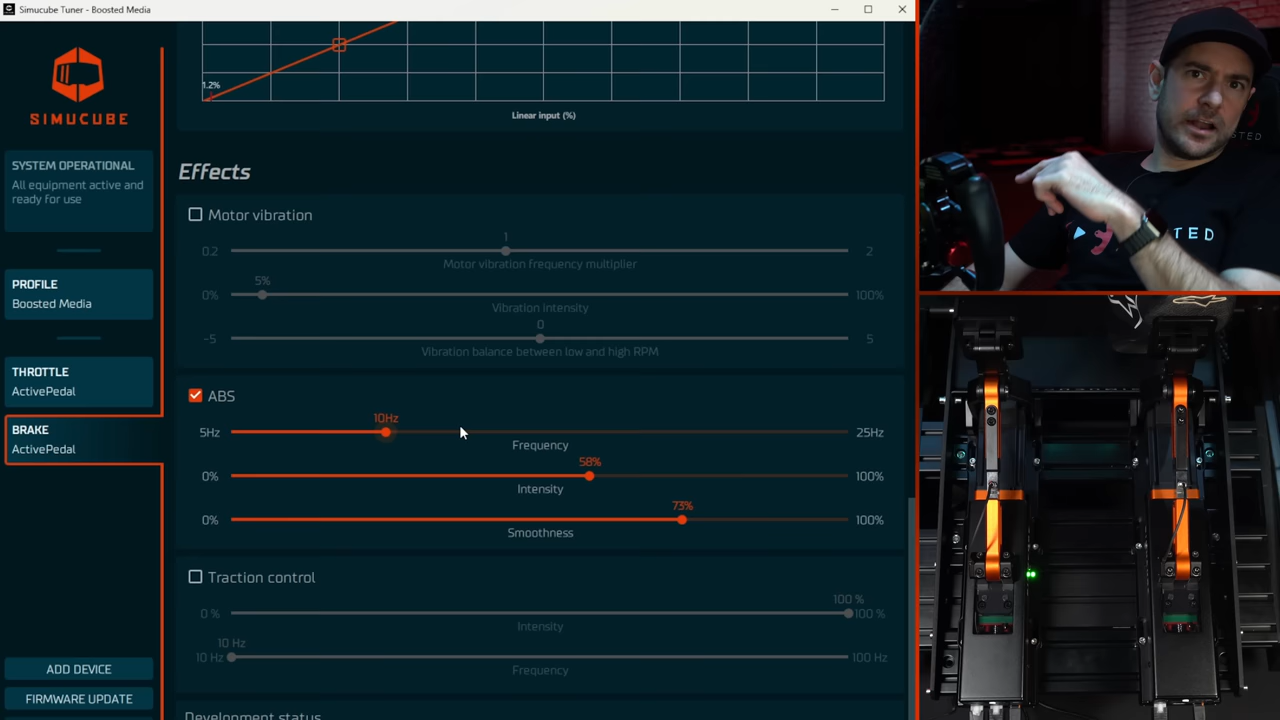 Simucube Tuner - Boosted Media
SIMUCUBE
SYSTEM OPERATIONAL
All equipment active and
ready for use
PROFILE
Boosted Media
THROTTLE
ActivePedal
BRAKE
ActivePedal
ADD DEVICE
FIRMWARE UPDATE
1.2%
Linear input (%)
Effects
Motor vibration
1
0.2
2
Motor vibration frequency multiplier
5%
0%
100%
Vibration intensity
0
-5
5
Vibration balance between low and high RPM
ABS
10Hz
5Hz
25Hz
Frequency
58%
0%
100%
Intensity
73%
0%
100%
Smoothness
Traction control
100 %
0 %
100 %
Intensity
10 Hz
10 Hz
100 Hz
Frequency
Development status